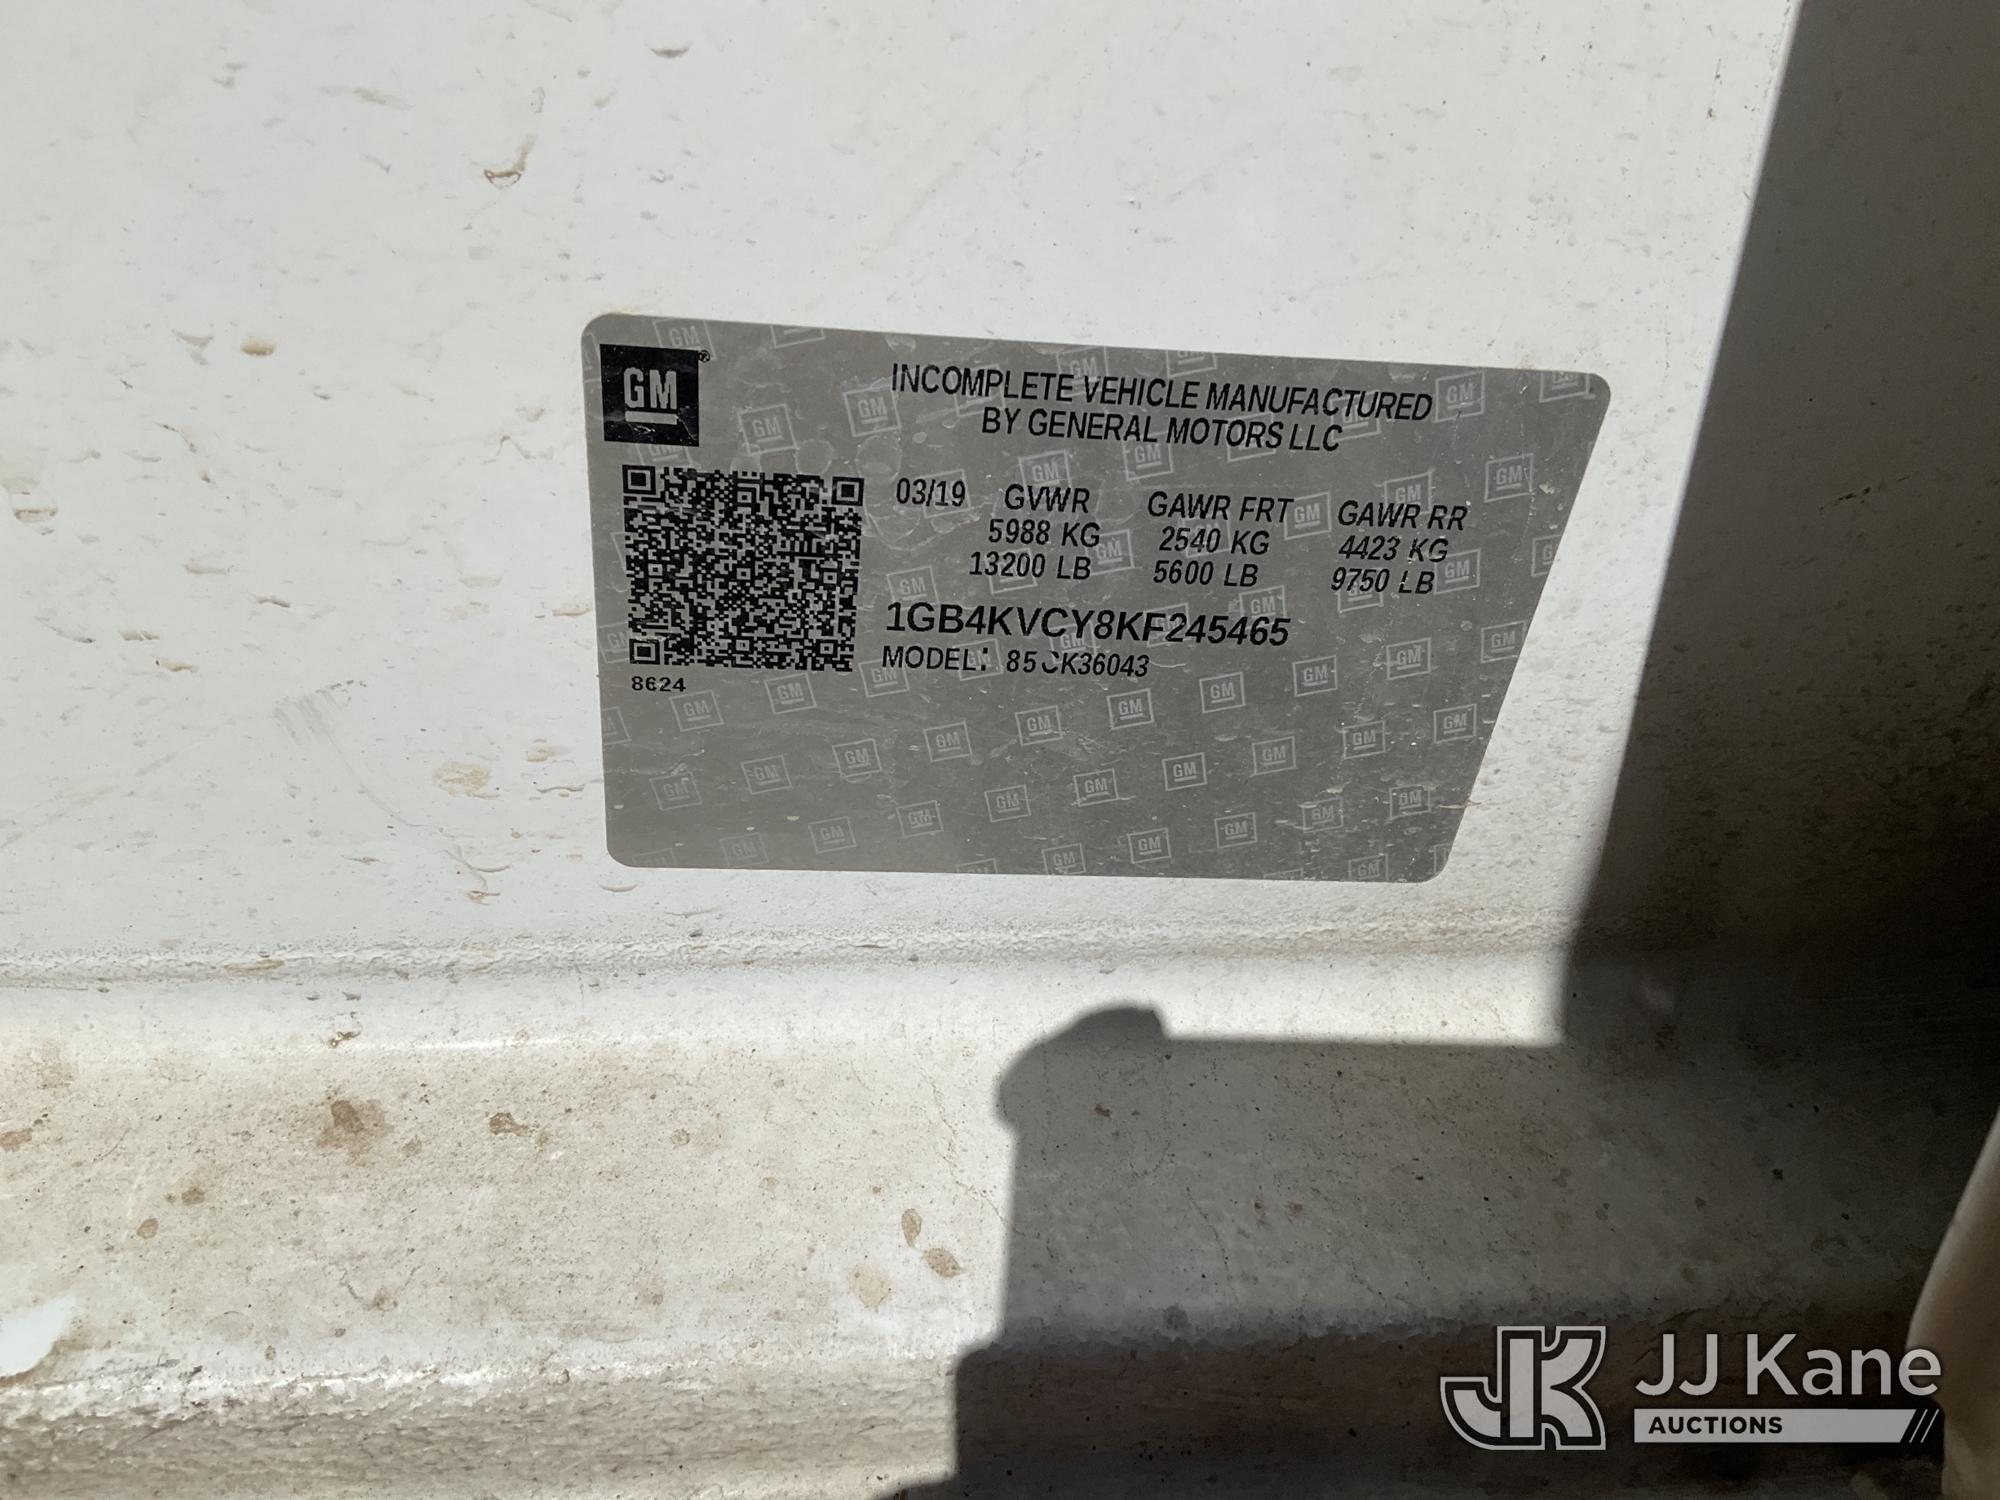 GM
INCOMPLETE VEHICLE MANUFACTURED
BY GENERAL MOTORS LLC
03/19 GVWR GAWR FRT GAWR RR
5988 KG 2540 KG 4423 KG
13200 LB 5600 LB 9750 LB
1GB4KVCY8KF245465
MODEL:
8624
JJ Kane
AUCTIONS